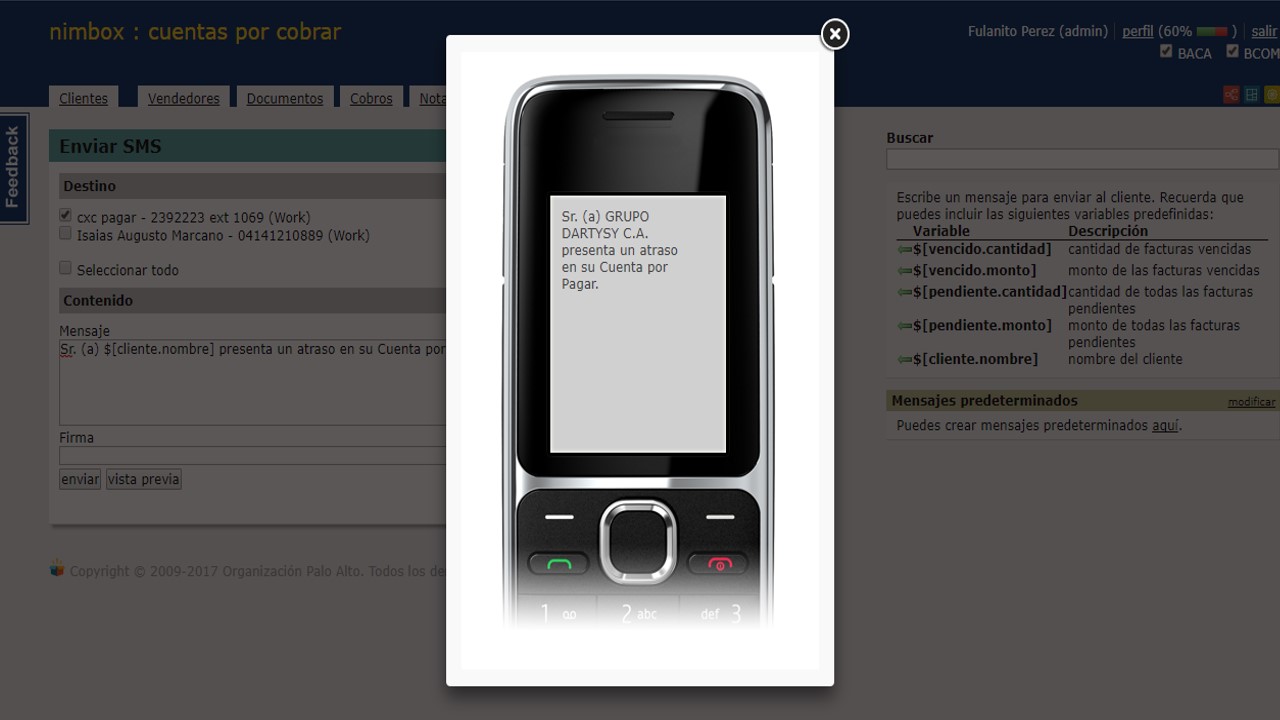 nimbox : cuentas por cobrar
Fulanito Perez (admin) perfil (60% ) salir
BACA BCOM
Clientes Vendedores Documentos Cobros Nota
Feedback
Enviar SMS
Destino
cxc pagar - 2392223 ext 1069 (Work)
Isaias Augusto Marcano - 04141210889 (Work)
Seleccionar todo
Contenido
Mensaje
Sr. (a) $[cliente.nombre] presenta un atraso en su Cuenta por
Firma
enviar vista previa
Copyright © 2009-2017 Organización Palo Alto. Todos los de
Sr. (a) GRUPO
DARTYSY C.A.
presenta un atraso
en su Cuenta por
Pagar.
1 2 abc def 3
Buscar
Escribe un mensaje para enviar al cliente. Recuerda que
puedes incluir las siguientes variables predefinidas:
Variable Descripción
$[vencido.cantidad] cantidad de facturas vencidas
$[vencido.monto] monto de las facturas vencidas
$[pendiente.cantidad] cantidad de todas las facturas
pendientes
$[pendiente.monto] monto de todas las facturas
pendientes
$[cliente.nombre] nombre del cliente
Mensajes predeterminados modificar
Puedes crear mensajes predeterminados aquí.